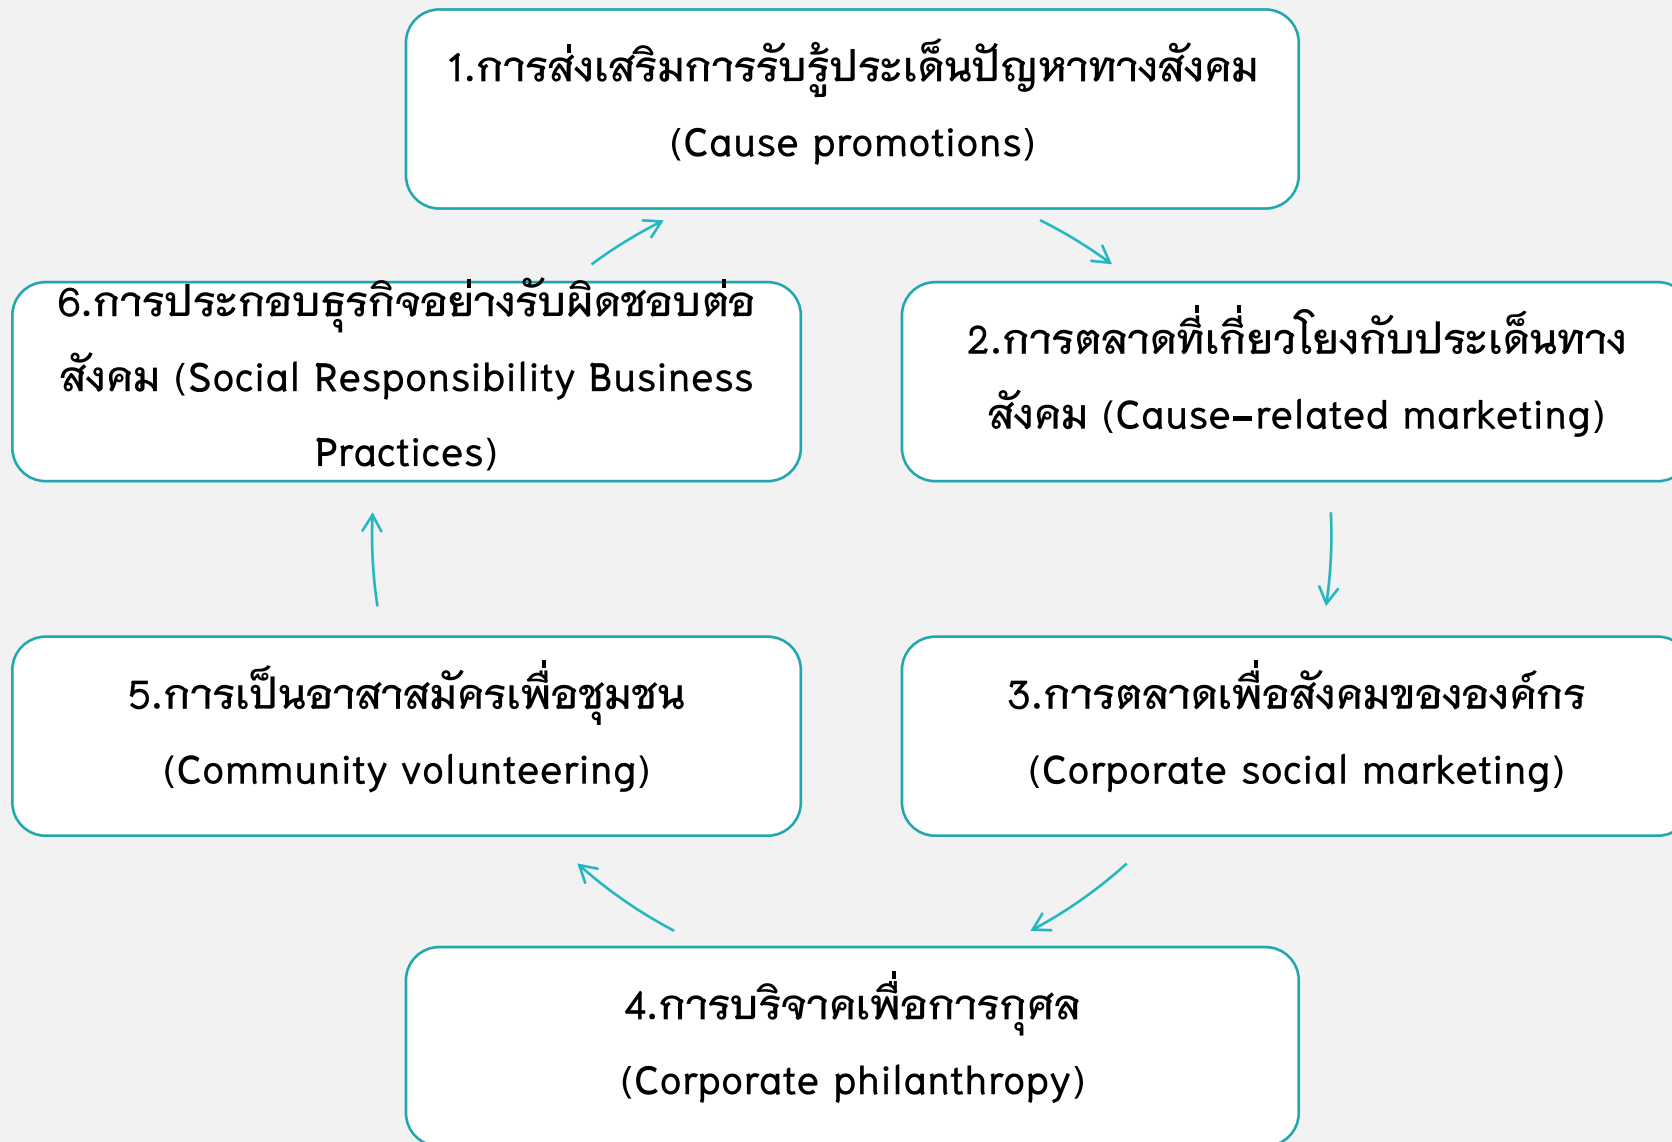 1.การส่งเสริมการรับรู้ประเด็นปัญหาทางสังคม
(Cause promotions)
2.การตลาดที่เกี่ยวโยงกับประเด็นทาง
สังคม (Cause–related marketing)
3.การตลาดเพื่อสังคมขององค์กร
(Corporate social marketing)
4.การบริจาคเพื่อการกุศล
(Corporate philanthropy)
5.การเป็นอาสาสมัครเพื่อชุมชน
(Community volunteering)
6.การประกอบธุรกิจอย่างรับผิดชอบต่อ
สังคม (Social Responsibility Business
Practices)